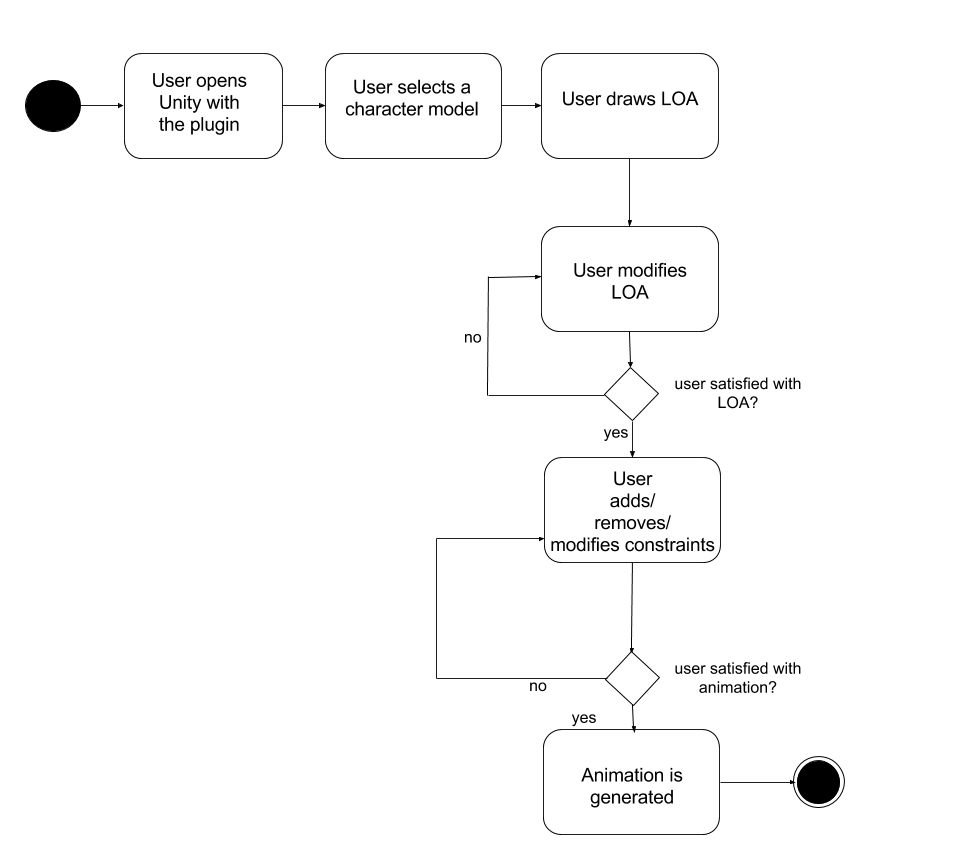 User opens
Unity with
the plugin
User selects a
character model
User draws LOA
User modifies
LOA
no
user satisfied with
LOA?
yes
User
adds/
removes/
modifies constraints
user satisfied with
animation?
no
yes
Animation is
generated